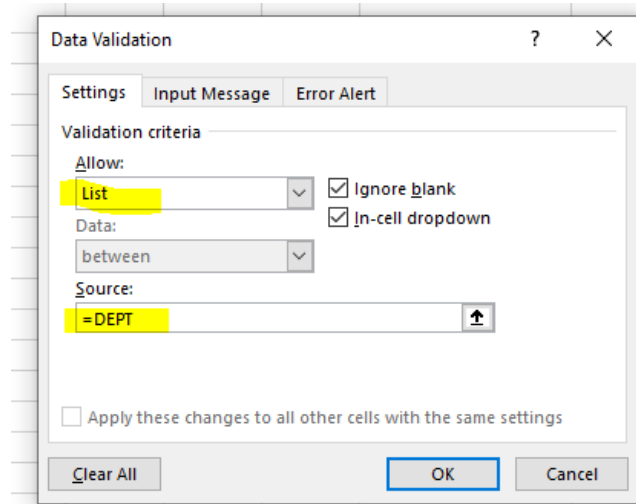 Data Validation ? ×
Settings Input Message Error Alert
Validation criteria
Allow:
List Ignore blank
Data: In-cell dropdown
between
Source:
=DEPT
Apply these changes to all other cells with the same settings
Clear All OK Cancel